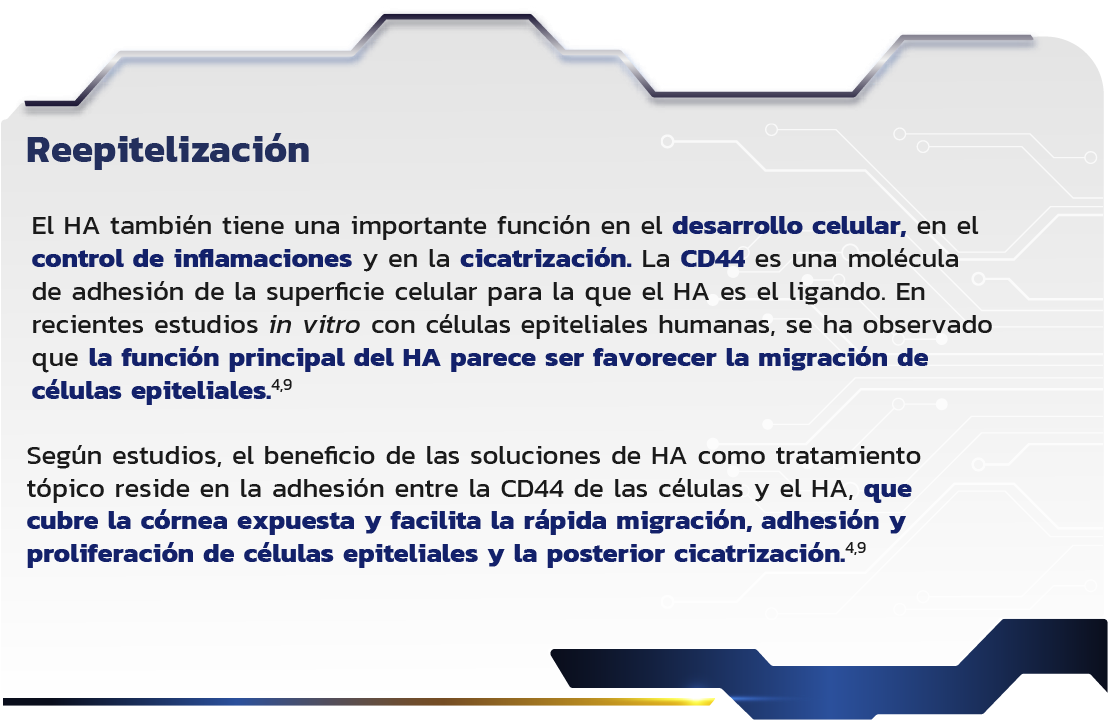 Reepitelización
El HA también tiene una importante función en el desarrollo celular, en el
control de inflamaciones y en la cicatrización. La CD44 es una molécula
de adhesión de la superficie celular para la que el HA es el ligando. En
recientes estudios in vitro con células epiteliales humanas, se ha observado
que la función principal del HA parece ser favorecer la migración de
células epiteliales.4,9
Según estudios, el beneficio de las soluciones de HA como tratamiento
tópico reside en la adhesión entre la CD44 de las células y el HA, que
cubre la córnea expuesta y facilita la rápida migración, adhesión y
proliferación de células epiteliales y la posterior cicatrización.4,9